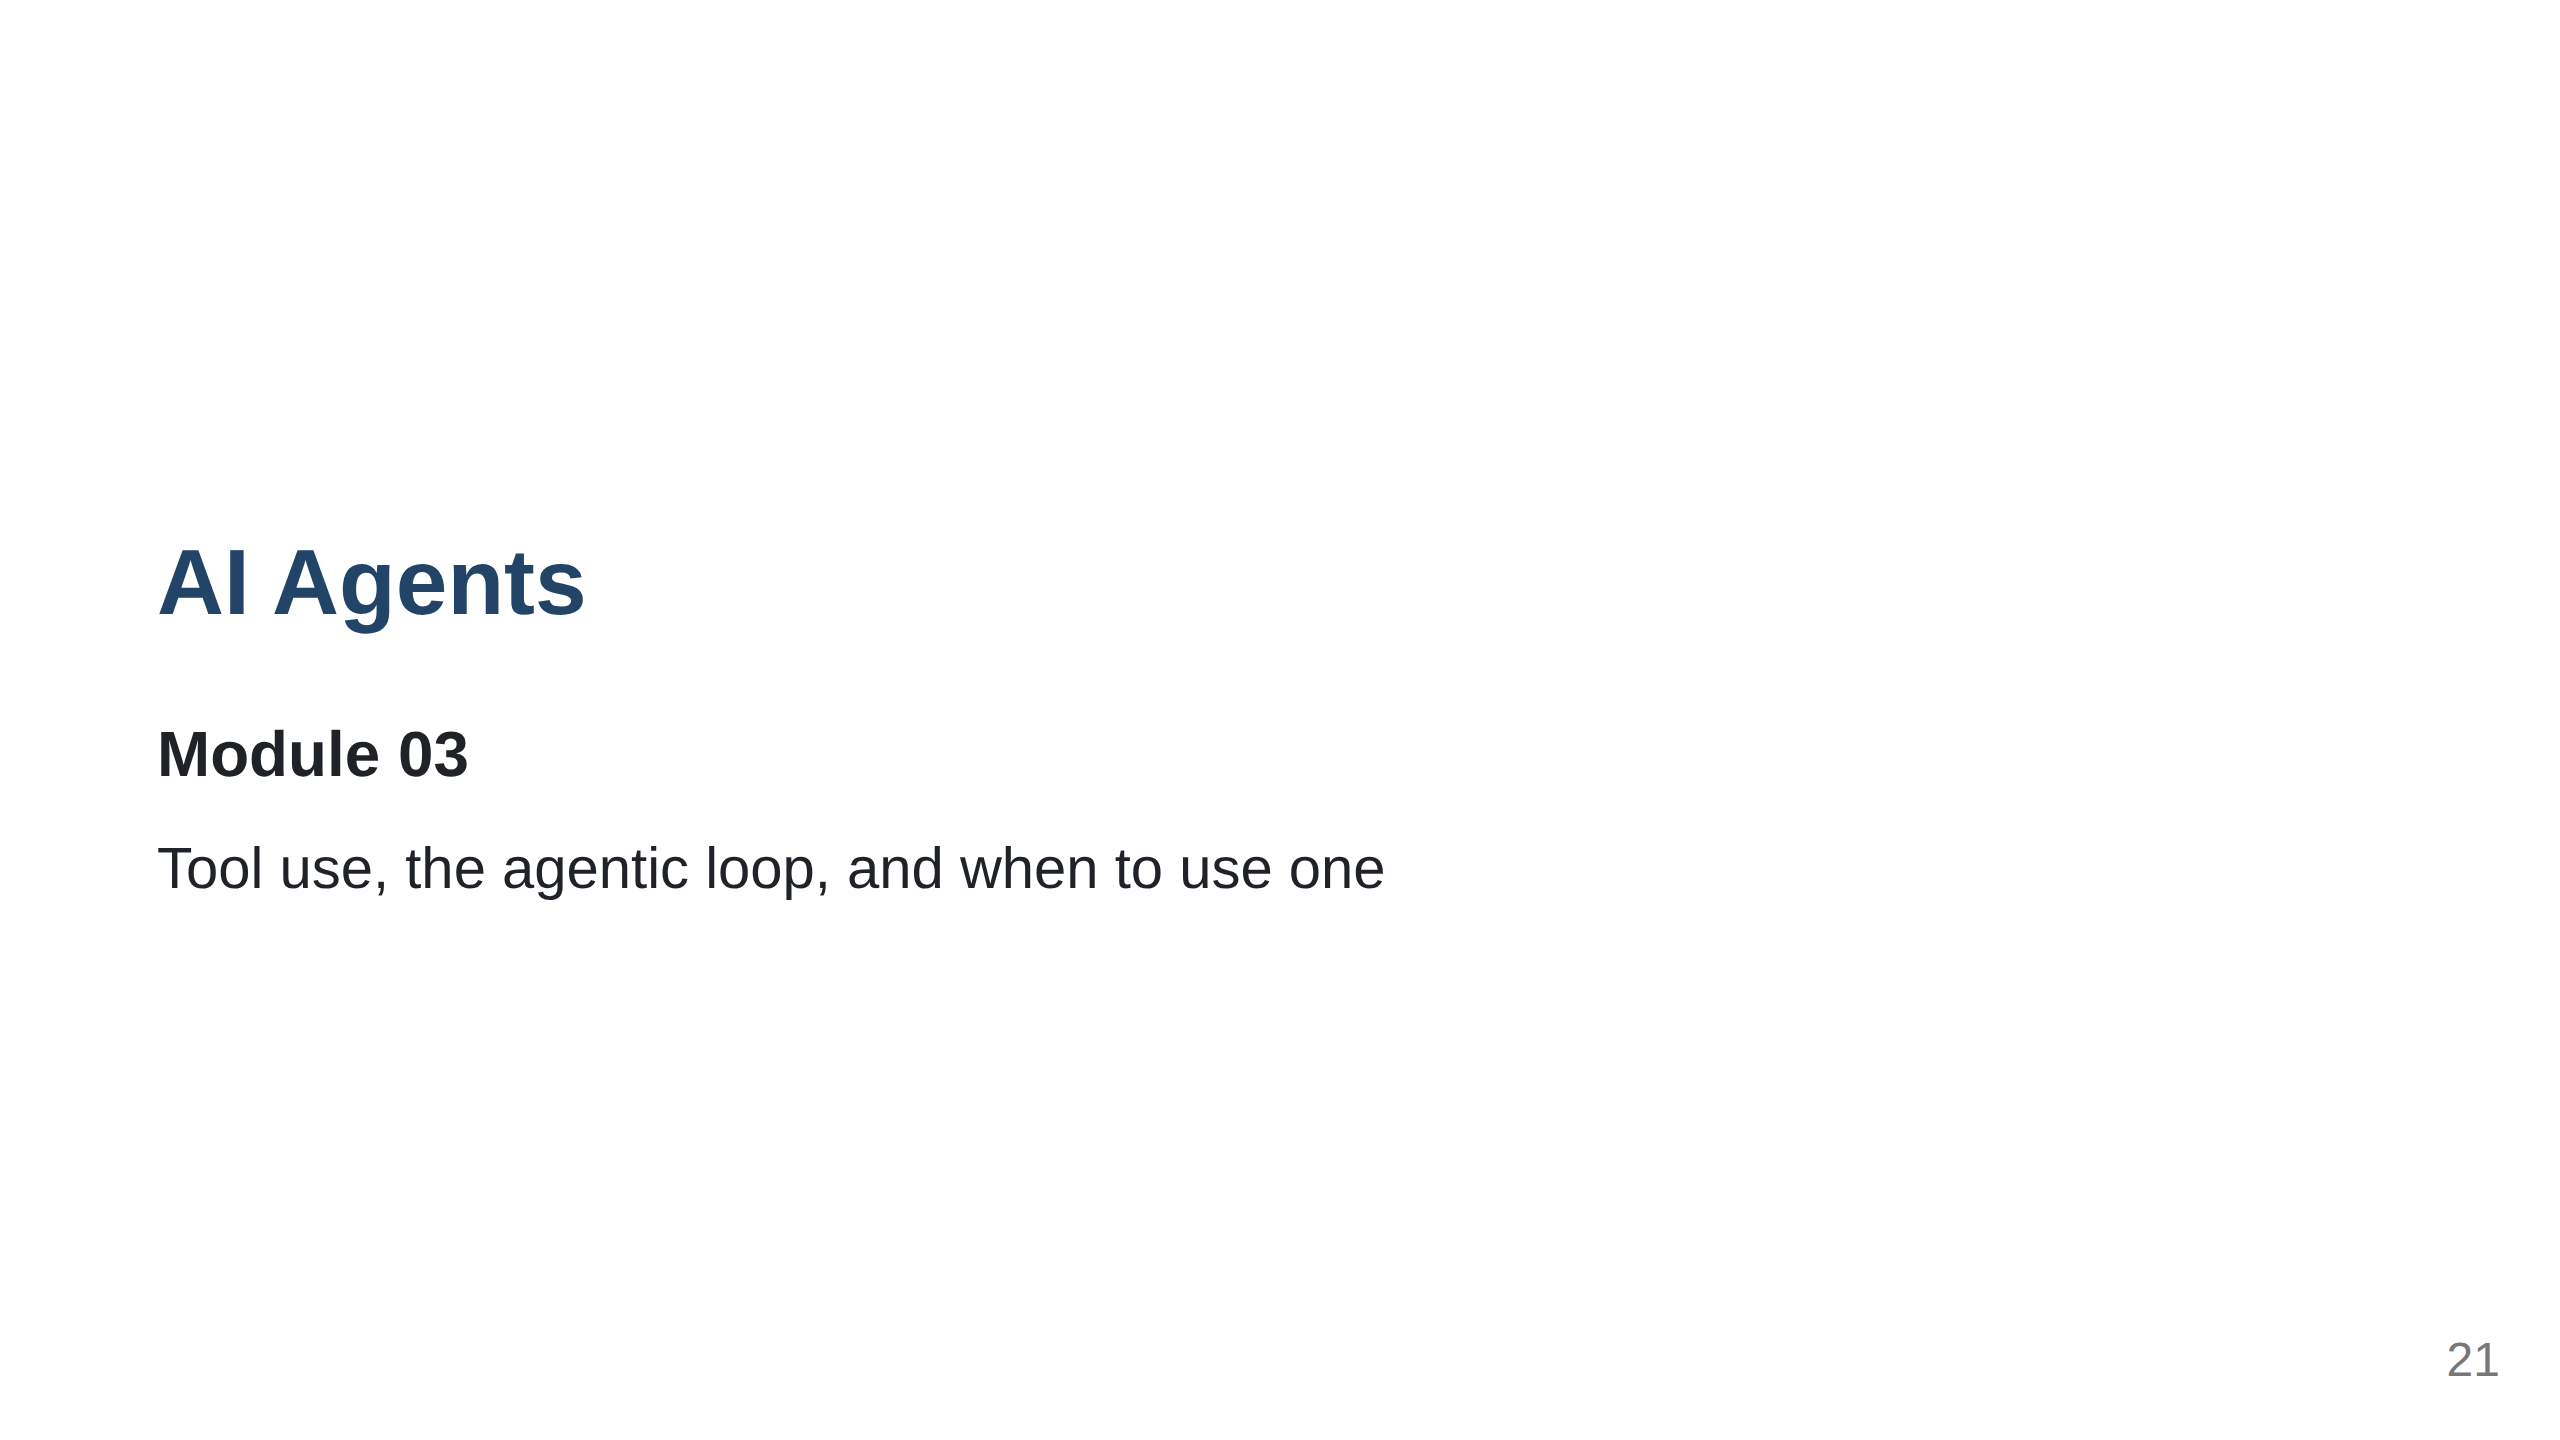 AI Agents
Module 03
Tool use, the agentic loop, and when to use one
21